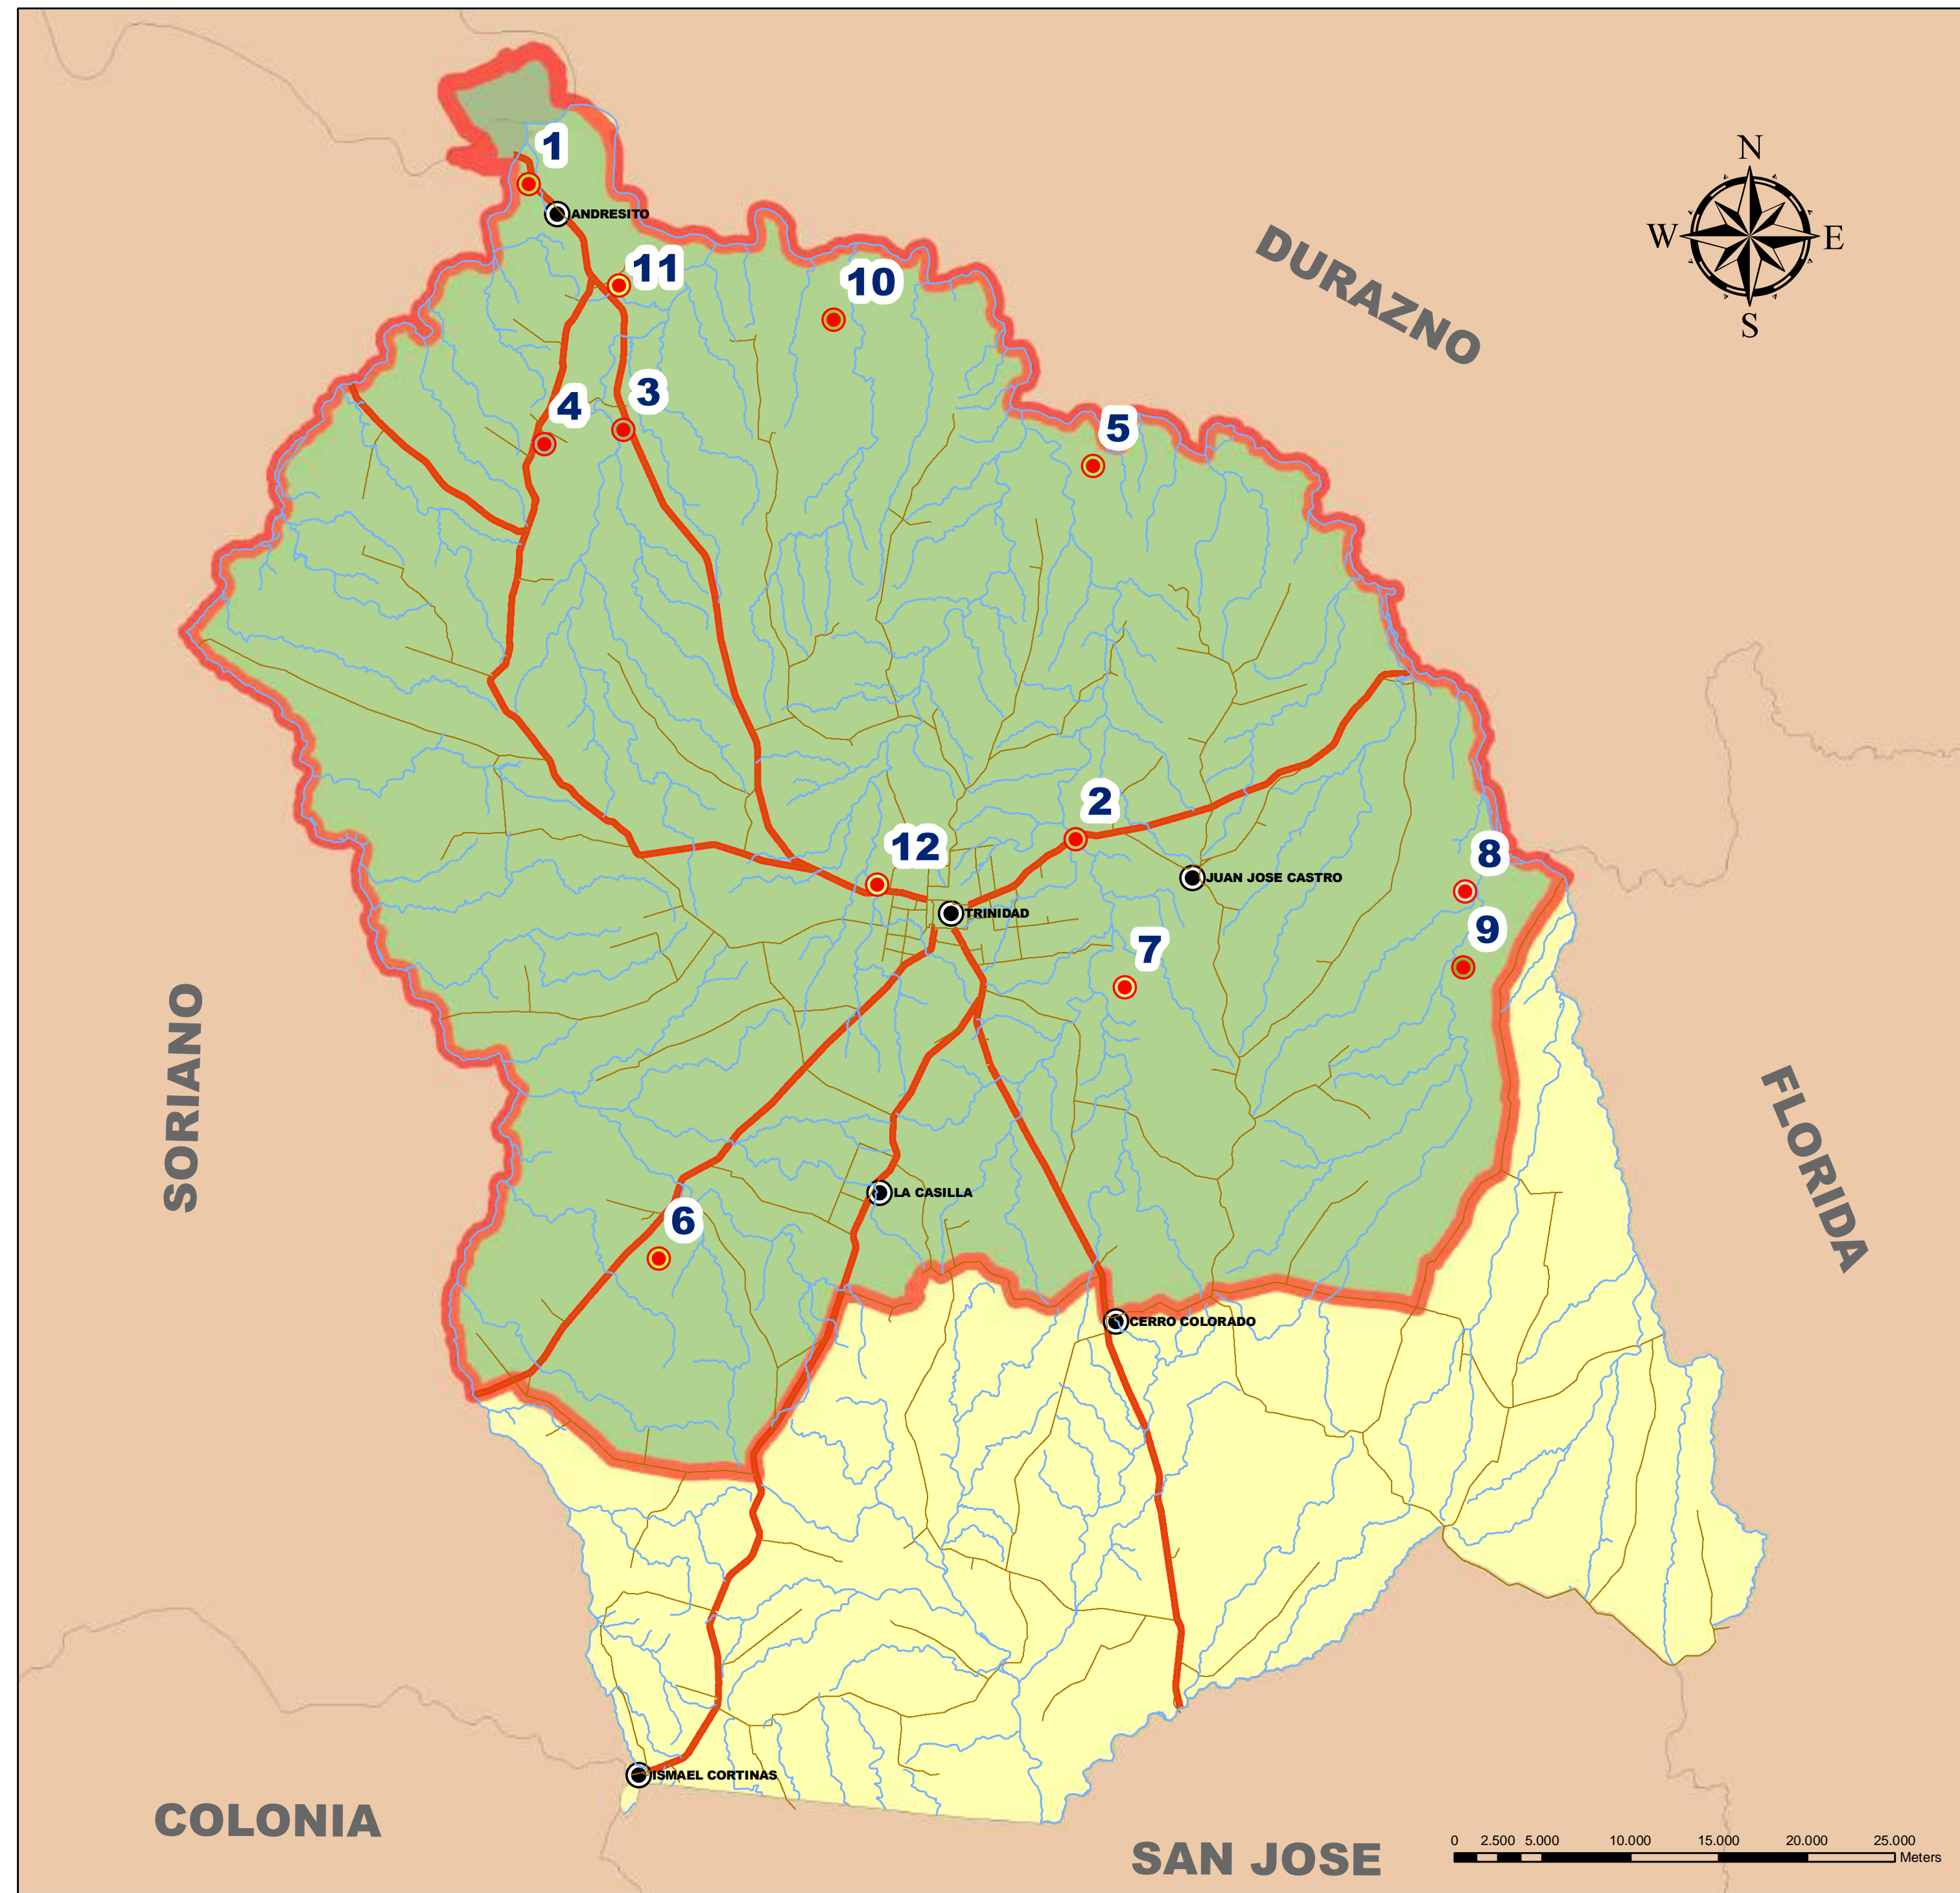 N
1
ANDRESITO
W
E
DURAZNO
11
10
S
4
3
5
2
12
8
JUAN JOSE CASTRO
TRINIDAD
9
7
SORIANO
FLORIDA
LA CASILLA
6
CERRO COLORADO
ISMAEL CORTINAS
COLONIA
SAN JOSE
0 2.500 5.000 10.000 15.000 20.000 25.000
Meters